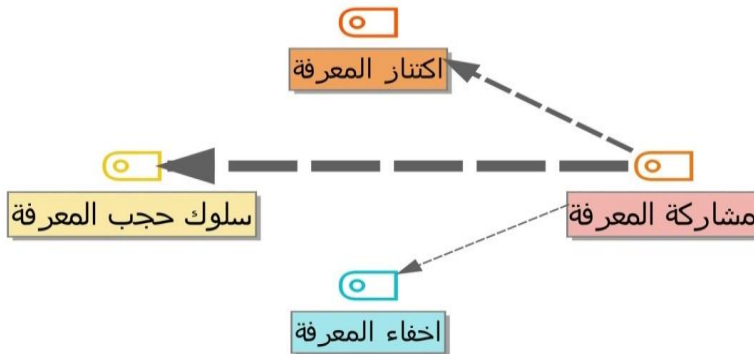 اكتناز المعرفة
مشاركة المعرفة
سلوك حجب المعرفة
اخفاء المعرفة